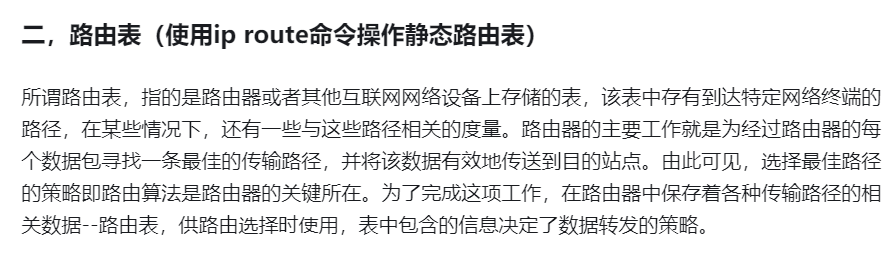 二，路由表（使用ip route命令操作静态路由表）
所谓路由表，指的是路由器或者其他互联网网络设备上存储的表，该表中存有到达特定网络终端的
路径，在某些情况下，还有一些与这些路径相关的度量。路由器的主要工作就是为经过路由器的每
个数据包寻找一条最佳的传输路径，并将该数据有效地传送到目的站点。由此可见，选择最佳路径
的策略即路由算法是路由器的关键所在。为了完成这项工作，在路由器中保存着各种传输路径的相
关数据--路由表，供路由选择时使用，表中包含的信息决定了数据转发的策略。